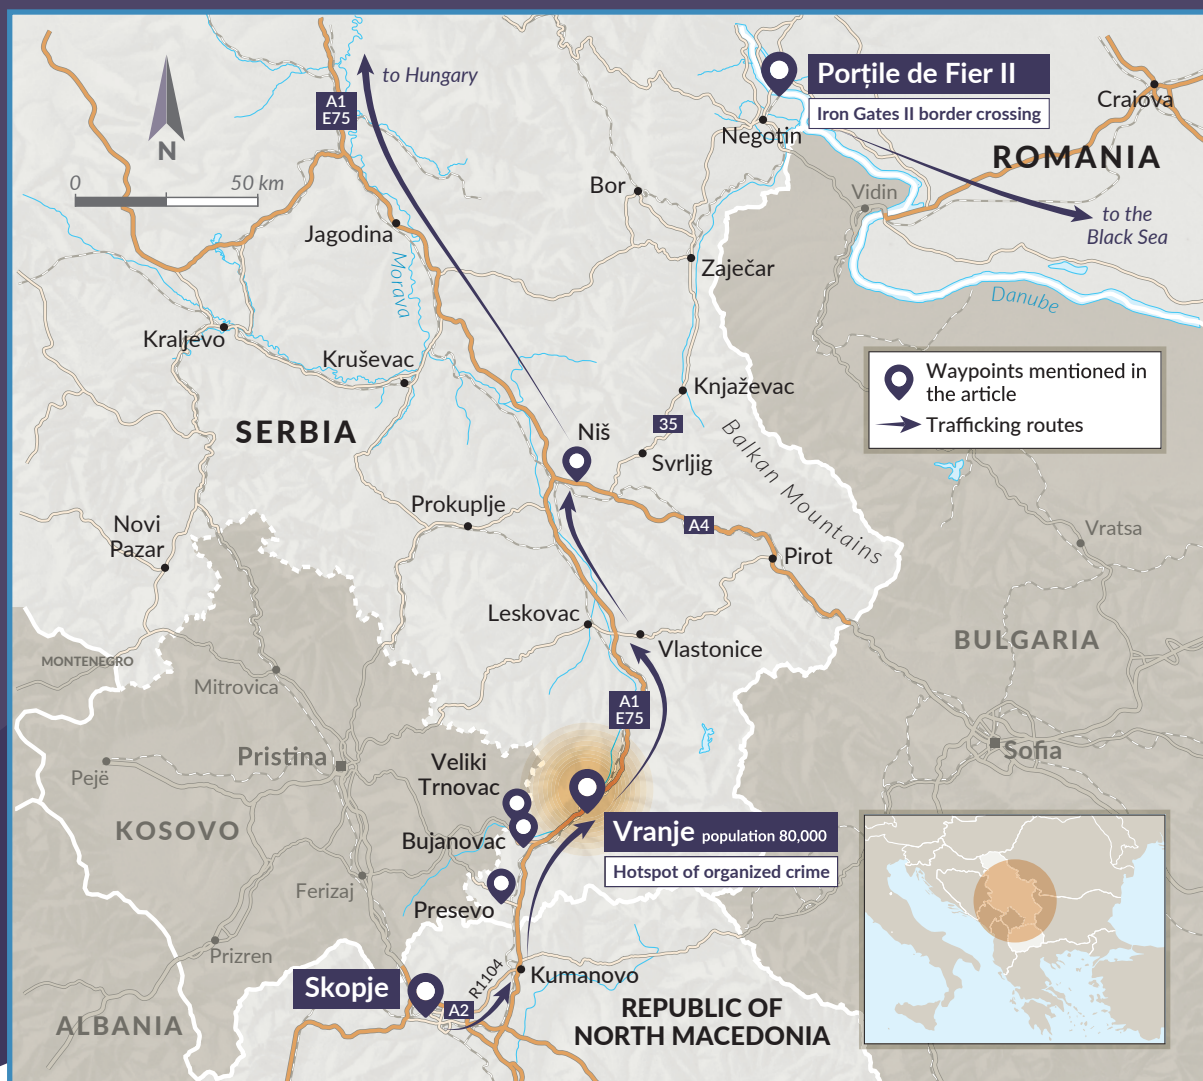 to Hungary
A1
E75
N
0
50 km
Porțile de Fier II
Iron Gates II border crossing
Negotin
Craiova
ROMANIA
Bor
Vidin
to the
Black Sea
Jagodina
Morava
Zaječar
Danube
Kraljevo
Kruševac
Knjaževac
Waypoints mentioned in
the article
Trafficking routes
SERBIA
35
Niš
Svrljig
Balkan Mountains
Prokuplje
Novi
Pazar
A4
Pirot
Vratsa
Leskovac
Vlastonice
BULGARIA
MONTENEGRO
Mitrovica
A1
E75
Pristina
Sofia
Pejë
Veliki
Trnovac
KOSOVO
Bujanovac
Vranje population 80,000
Hotspot of organized crime
Ferizaj
Presevo
Prizren
Skopje
A2
R1104
Kumanovo
ALBANIA
REPUBLIC OF
NORTH MACEDONIA